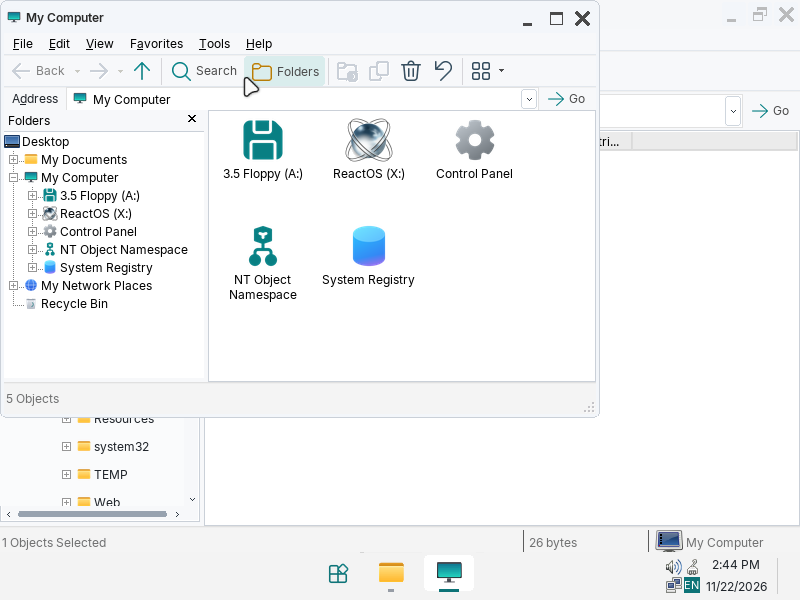 My Computer
File Edit View Favorites Tools Help
Back Search Folders
Address My Computer Go
Go
Folders
Desktop
My Documents
My Computer
3.5 Floppy (A:)
ReactOS (X:)
Control Panel
NT Object Namespace
System Registry
My Network Places
Recycle Bin
3.5 Floppy (A:) ReactOS (X:) Control Panel
NT Object
Namespace
System Registry
tri...
5 Objects
Resources
system32
TEMP
Web
1 Objects Selected 26 bytes My Computer
2:44 PM
EN 11/22/2026